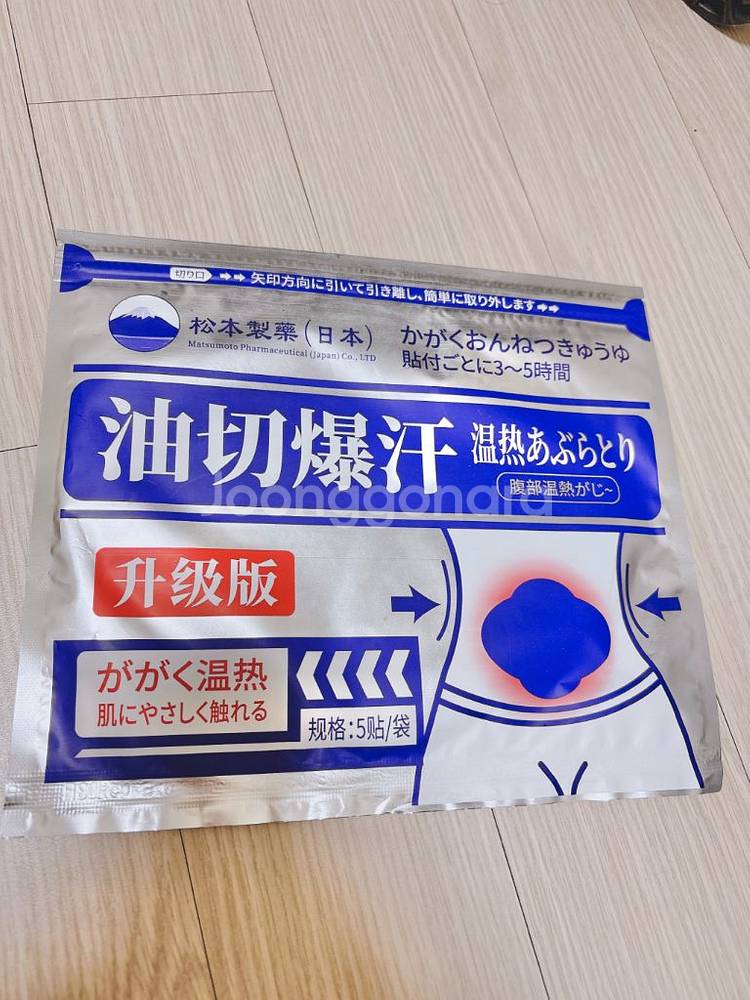 切り口 矢印方向に引いて引き離し、簡単に取り外します
松本製藥(日本)
Matsumoto Pharmaceutical (Japan) Co., LTD
かがくおんねつきゅうゆ
貼付ごとに3〜5時間
油切爆汗
温热あぶらとり
腹部温熱がじ~
Joonggonara
升级版
ががく温热
肌にやさしく触れる
规格:5贴/袋